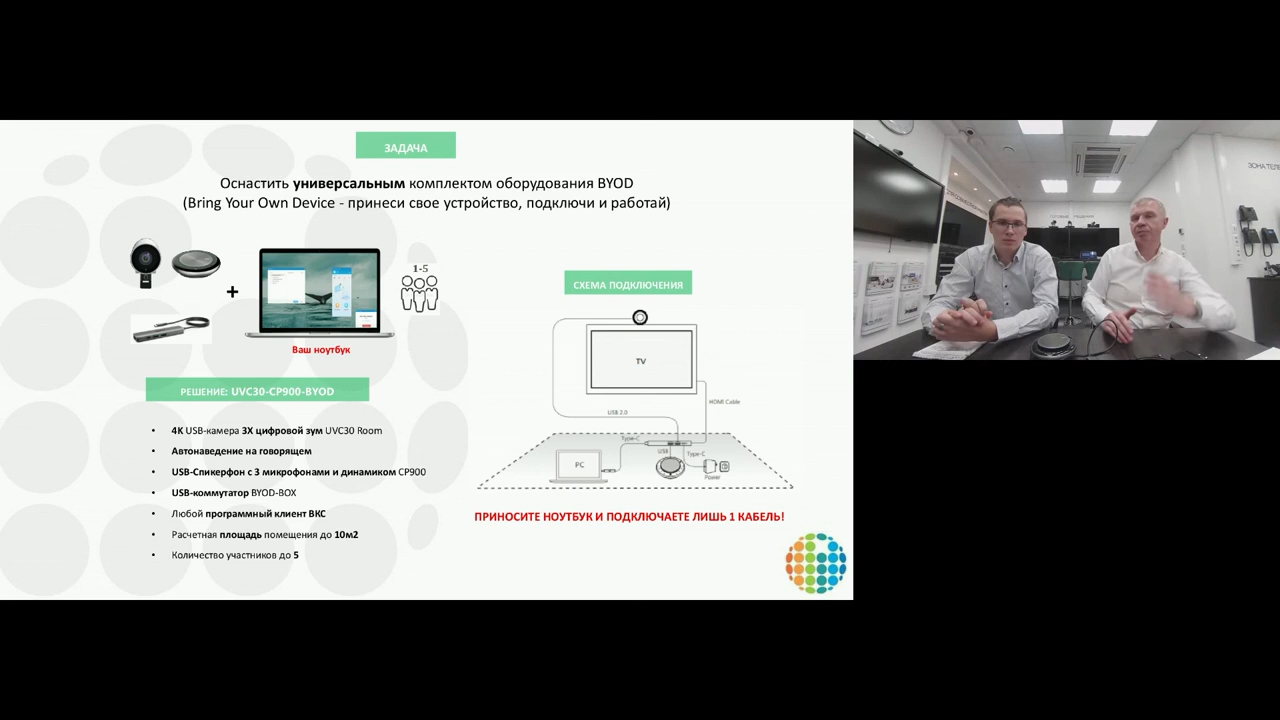 ЗАДАЧА
Оснастить универсальным комплектом оборудования BYOD
(Bring Your Own Device - принеси свое устройство, подключи и работай)
+
1-5
Ваш ноутбук
РЕШЕНИЕ: UVC30-CP900-BYOD
• 4K USB-камера 3X цифровой зум UVC30 Room
• Автонаведение на говорящем
• USB-Спикерфон с 3 микрофонами и динамиком CP900
• USB-коммутатор BYOD-BOX
• Любой программный клиент ВКС
• Расчетная площадь помещения до 10м2
• Количество участников до 5
СХЕМА ПОДКЛЮЧЕНИЯ
TV
HDMI Cable
USB 2.0
Type-C
USB
Type-C
PC
Power
ПРИНОСИТЕ НОУТБУК И ПОДКЛЮЧАЕТЕ ЛИШЬ 1 КАБЕЛЬ!